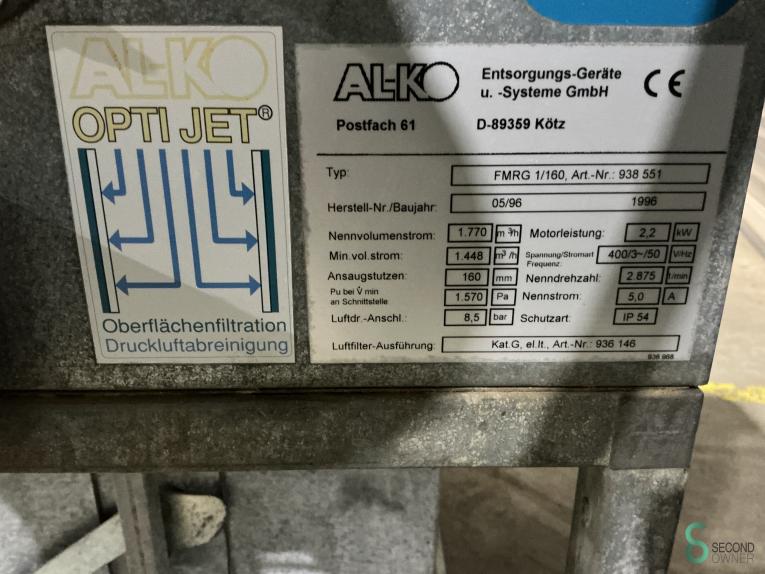 AL-KO
OPTI JET®
Oberflächenfiltration
Druckluftabreinigung
AL-KO
Entsorgungs-Geräte
u. -Systeme GmbH
CE
Postfach 61 D-89359 Kötz
Typ: FMRG 1/160, Art.-Nr.: 938 551
Herstell-Nr./Baujahr: 05/96 1996
Nennvolumenstrom: 1.770 m³/h Motorleistung: 2,2 kW
Min.vol.strom: 1.448 m³/h Spannung/Stromart Frequenz: 400/3~/50 V/Hz
Ansaugstutzen: 160 mm Nenndrehzahl: 2.875 1/min
Pu bei V̇ min
an Schnittstelle 1.570 Pa Nennstrom: 5,0 A
Luftdr.-Anschl.: 8,5 bar Schutzart: IP 54
Luftfilter-Ausführung: Kat.G, el.lt., Art.-Nr.: 936 146
936 968
SECOND
OWNER